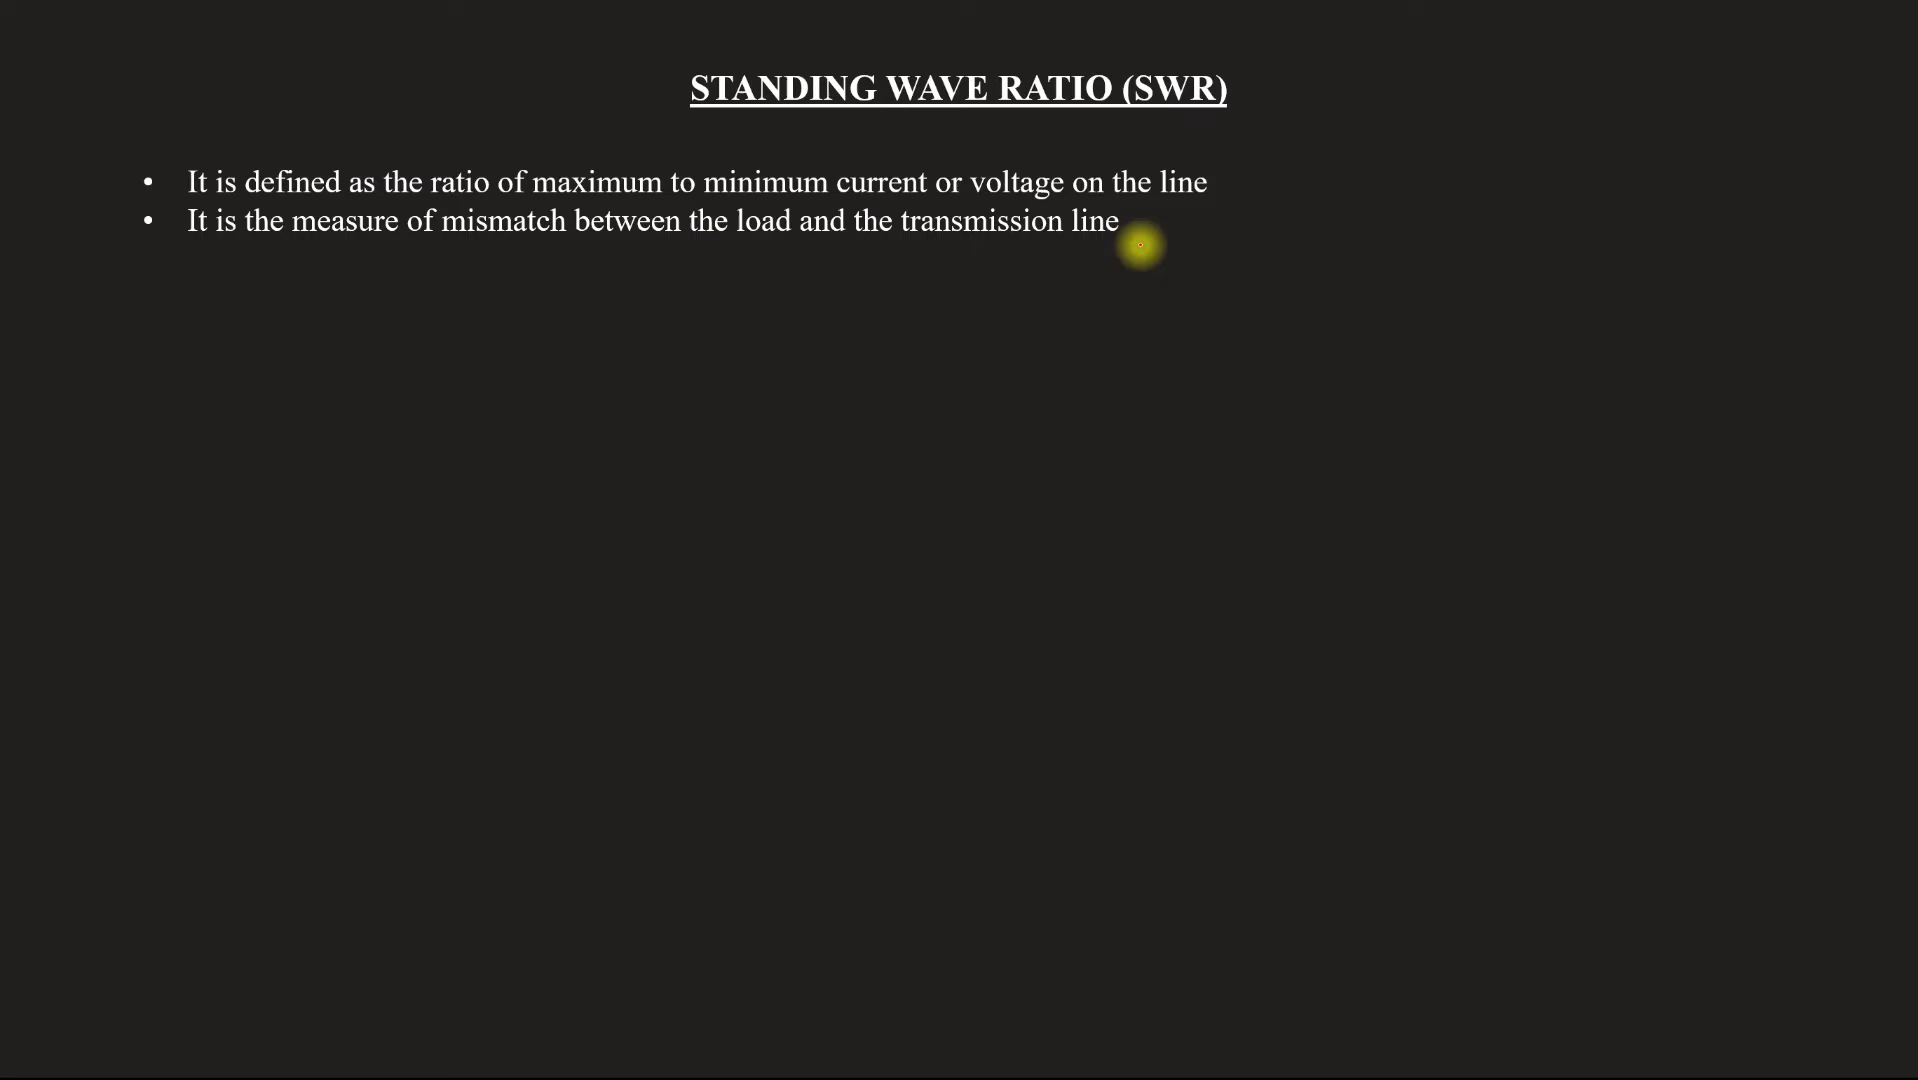 STANDING WAVE RATIO (SWR)
• It is defined as the ratio of maximum to minimum current or voltage on the line
• It is the measure of mismatch between the load and the transmission line